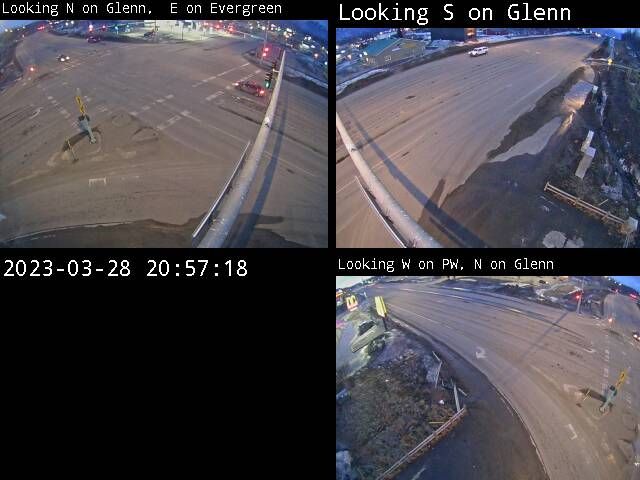 Looking N on Glenn,  E on Evergreen
Looking S on Glenn
2023-03-28 20:57:18
Looking W on PW, N on Glenn